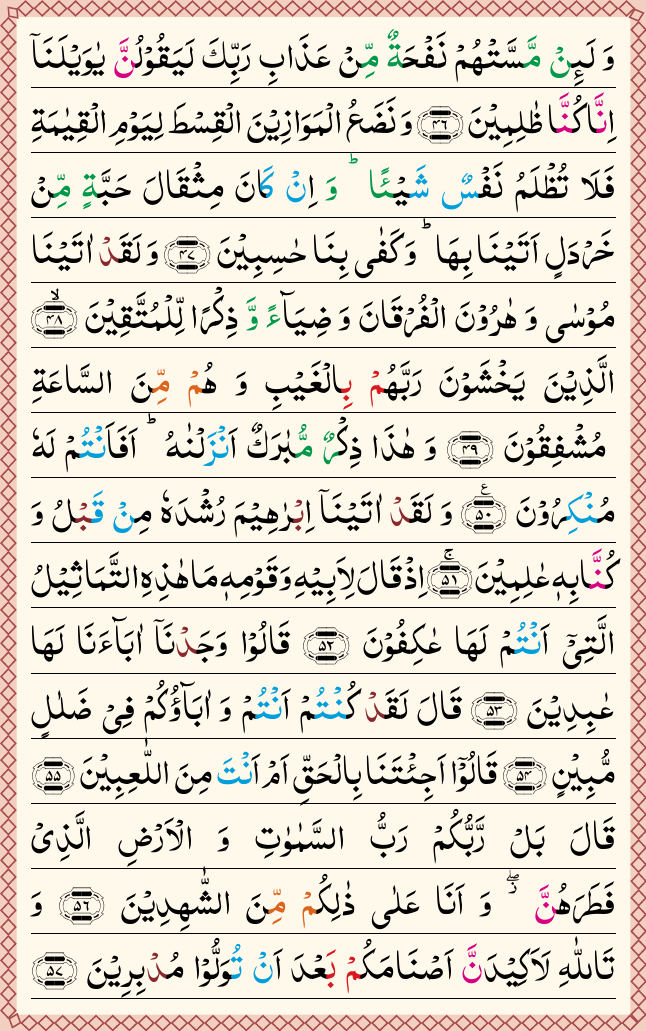 وَ لَىِٕنۡ مَّسَّتۡهُمۡ نَفۡحَةٌ مِّنۡ عَذَابِ رَبِّكَ لَيَقُوۡلُنَّ يٰوَيۡلَنَاۤ
اِنَّا كُنَّا ظٰلِمِيۡنَ ﴿۴۶﴾ وَ نَضَعُ الۡمَوَازِيۡنَ الۡقِسۡطَ لِيَوۡمِ الۡقِيٰمَةِ
فَلَا تُظۡلَمُ نَفۡسٌ شَيۡـًٔا ؕ وَ اِنۡ كَانَ مِثۡقَالَ حَبَّةٍ مِّنۡ
خَرۡدَلٍ اَتَيۡنَا بِهَا ؕ وَكَفٰى بِنَا حٰسِبِيۡنَ ﴿۴۷﴾ وَ لَقَدۡ اٰتَيۡنَا
مُوۡسٰى وَ هٰرُوۡنَ الۡفُرۡقَانَ وَ ضِيَآءً وَّ ذِكۡرًا لِّلۡمُتَّقِيۡنَ ۙ﴿۴۸﴾
الَّذِيۡنَ يَخۡشَوۡنَ رَبَّهُمۡ بِالۡغَيۡبِ وَ هُمۡ مِّنَ السَّاعَةِ
مُشۡفِقُوۡنَ ﴿۴۹﴾ وَ هٰذَا ذِكۡرٌ مُّبٰرَكٌ اَنۡزَلۡنٰهُ ؕ اَفَاَنۡتُمۡ لَهٗ
مُنۡكِرُوۡنَ ﴿۵۰﴾ ع وَ لَقَدۡ اٰتَيۡنَاۤ اِبۡرٰهِيۡمَ رُشۡدَهٗ مِنۡ قَبۡلُ وَ
كُنَّا بِهٖ عٰلِمِيۡنَ ۚ﴿۵۱﴾ اِذۡ قَالَ لِاَبِيۡهِ وَ قَوۡمِهٖ مَا هٰذِهِ التَّمَاثِيۡلُ
الَّتِىۡۤ اَنۡتُمۡ لَهَا عٰكِفُوۡنَ ﴿۵۲﴾ قَالُوۡا وَجَدۡنَاۤ اٰبَآءَنَا لَهَا
عٰبِدِيۡنَ ﴿۵۳﴾ قَالَ لَقَدۡ كُنۡتُمۡ اَنۡتُمۡ وَ اٰبَآؤُكُمۡ فِىۡ ضَلٰلٍ
مُّبِيۡنٍ ﴿۵۴﴾ قَالُوۡۤا اَجِئۡتَنَا بِالۡحَقِّ اَمۡ اَنۡتَ مِنَ اللّٰعِبِيۡنَ ﴿۵۵﴾
قَالَ بَلْ رَّبُّكُمۡ رَبُّ السَّمٰوٰتِ وَ الۡاَرۡضِ الَّذِىۡ
فَطَرَهُنَّ ۖ وَ اَنَا عَلٰى ذٰلِكُمۡ مِّنَ الشّٰهِدِيۡنَ ﴿۵۶﴾ وَ
تَاللّٰهِ لَاَكِيۡدَنَّ اَصۡنَامَكُمۡ بَعۡدَ اَنۡ تُوَلُّوۡا مُدۡبِرِيۡنَ ﴿۵۷﴾